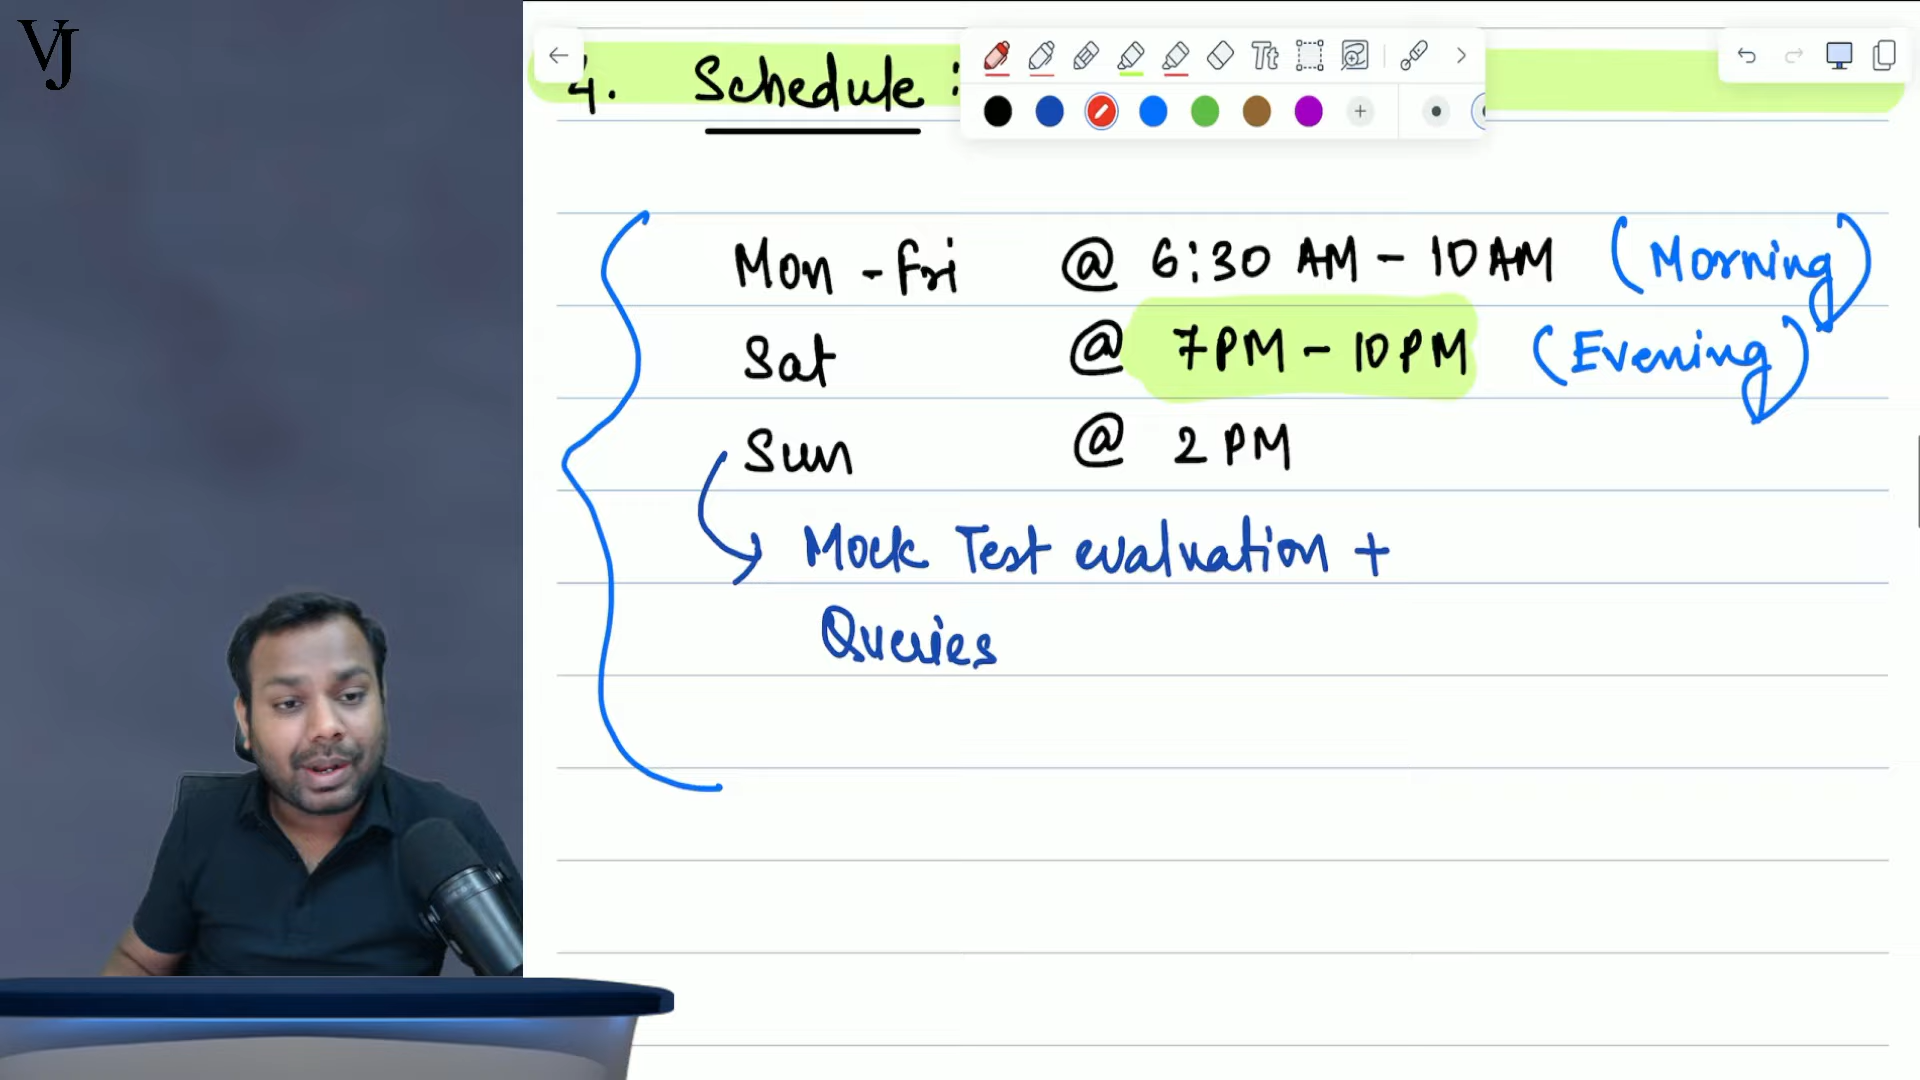 VJ
4. Schedule :
Tt
Mon - Fri @ 6:30 AM - 10 AM (Morning)
Sat @ 7PM - 10PM (Evening)
Sun @ 2 PM
Mock Test evaluation +
Queries